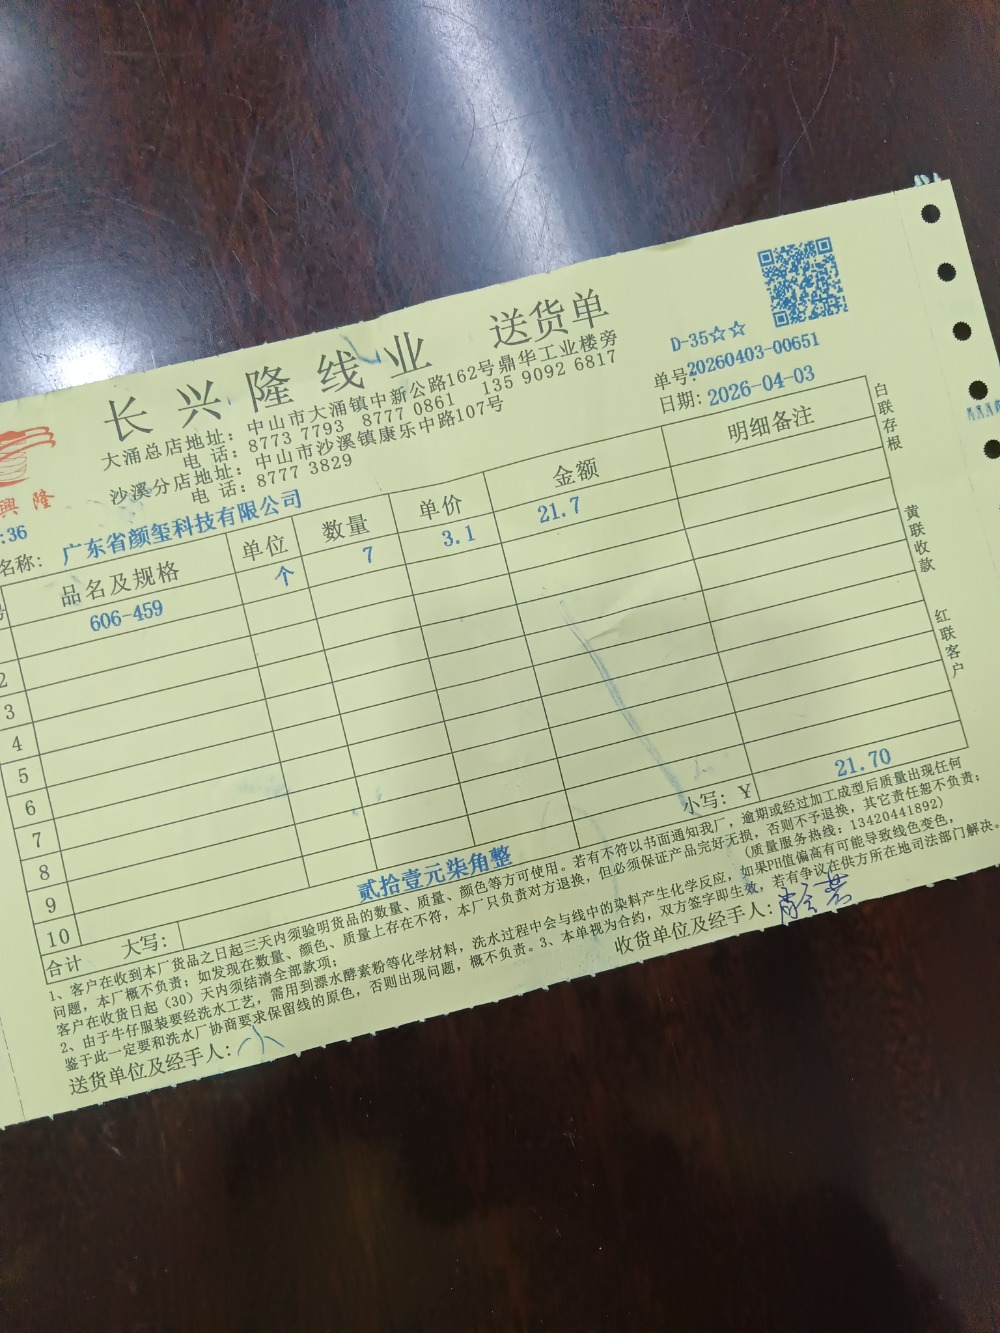 长兴隆线业 送货单
大涌总店地址: 中山市大涌镇中新公路162号鼎华工业楼旁
电 话: 8773 7793 8777 0861 135 9092 6817
沙溪分店地址: 中山市沙溪镇康乐中路107号
电 话: 8777 3829
D-35☆☆
单号: 20260403-00651
日期: 2026-04-03
興隆
:36
名称: 广东省颜玺科技有限公司
品名及规格 单位 数量 单价 金额 明细备注
606-459 个 7 3.1 21.7
2
3
4
5
6
7
8
9
10
合计 大写: 贰拾壹元柒角整 小写: ¥ 21.70
白联存根
黄联收款
红联客户
1、客户在收到本厂货品之日起三天内须验明货品的数量、质量、颜色等方可使用。若有不符以书面通知我厂,逾期或经过加工成型后质量出现任何
问题,本厂概不负责;如发现在数量、颜色、质量上存在不符,本厂只负责对方退换,但必须保证产品完好无损,否则不予退换,其它责任恕不负责;
客户在收货日起(30)天内须结清全部款项; (质量服务热线: 13420441892)
2、由于牛仔服装要经洗水工艺,需用到漂水酵素粉等化学材料,洗水过程中会与线中的染料产生化学反应,如果PH值偏高有可能导致线色变色,
鉴于此一定要和洗水厂协商要求保留线的原色,否则出现问题,概不负责。3、本单视为合约,双方签字即生效,若有争议在供方所在地司法部门解决。
送货单位及经手人: 收货单位及经手人: